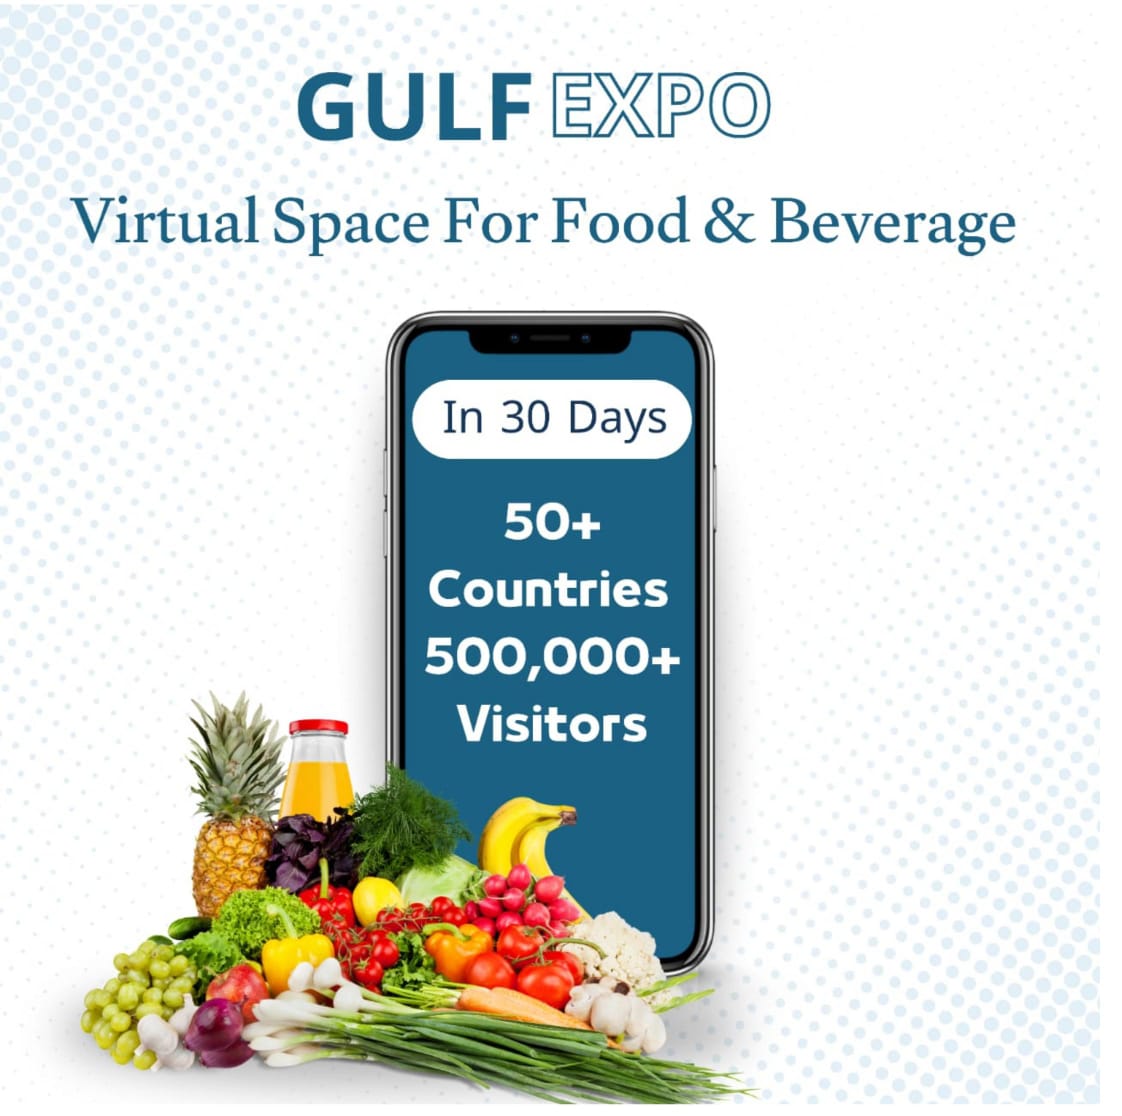 GULF EXPO
Virtual Space For Food & Beverage
In 30 Days
50+
Countries
500,000+
Visitors